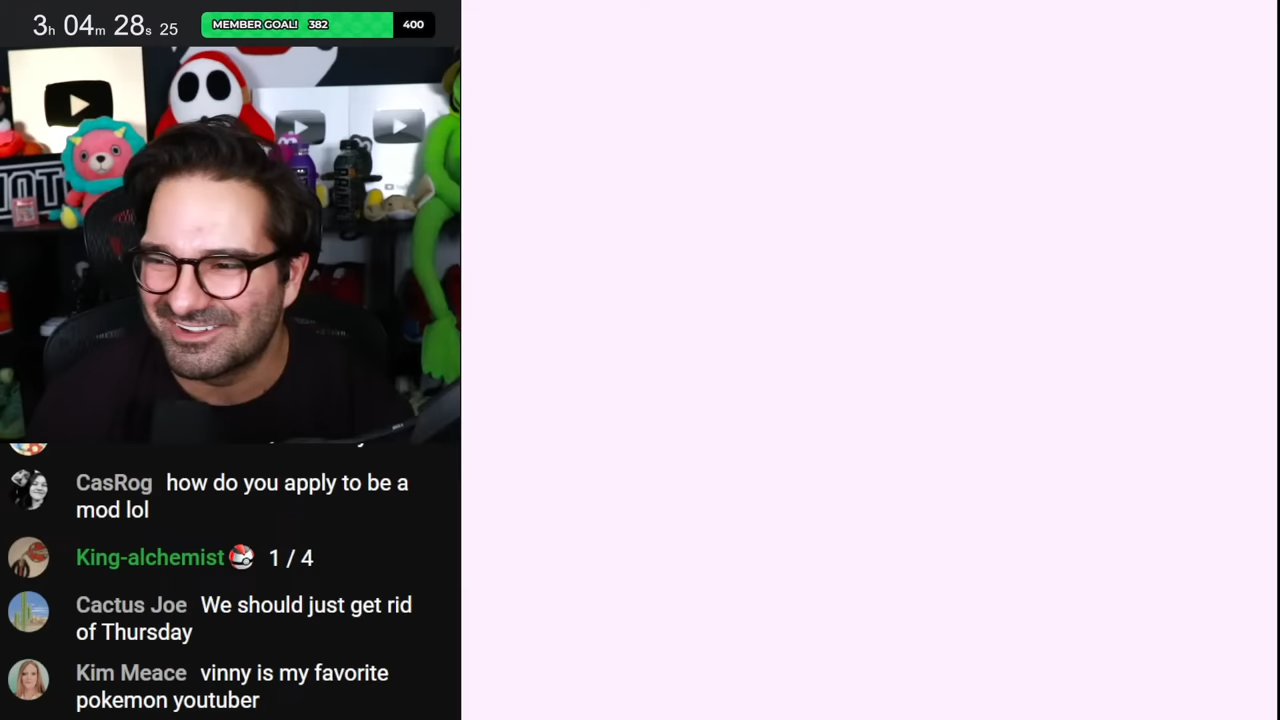 3h 04m 28s 25
MEMBER GOAL! 382
400
CasRog how do you apply to be a
mod lol
King-alchemist 1 / 4
Cactus Joe We should just get rid
of Thursday
Kim Meace vinny is my favorite
pokemon youtuber